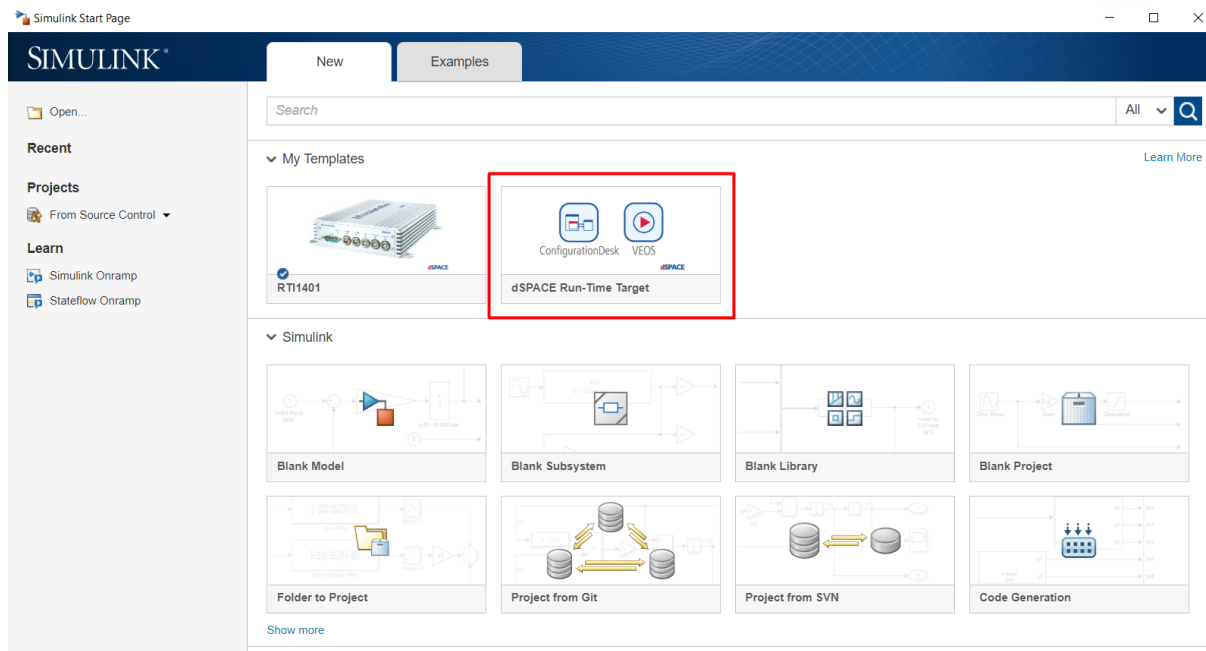 Simulink Start Page
SIMULINK®
New
Examples
Open...
Recent
Projects
From Source Control
Learn
Simulink Onramp
Stateflow Onramp
Search
All
My Templates
Learn More
dSPACE
RTI1401
ConfigurationDesk VEOS
dSPACE
dSPACE Run-Time Target
Simulink
Blank Model
Blank Subsystem
Blank Library
Blank Project
Folder to Project
Project from Git
Project from SVN
Code Generation
Show more